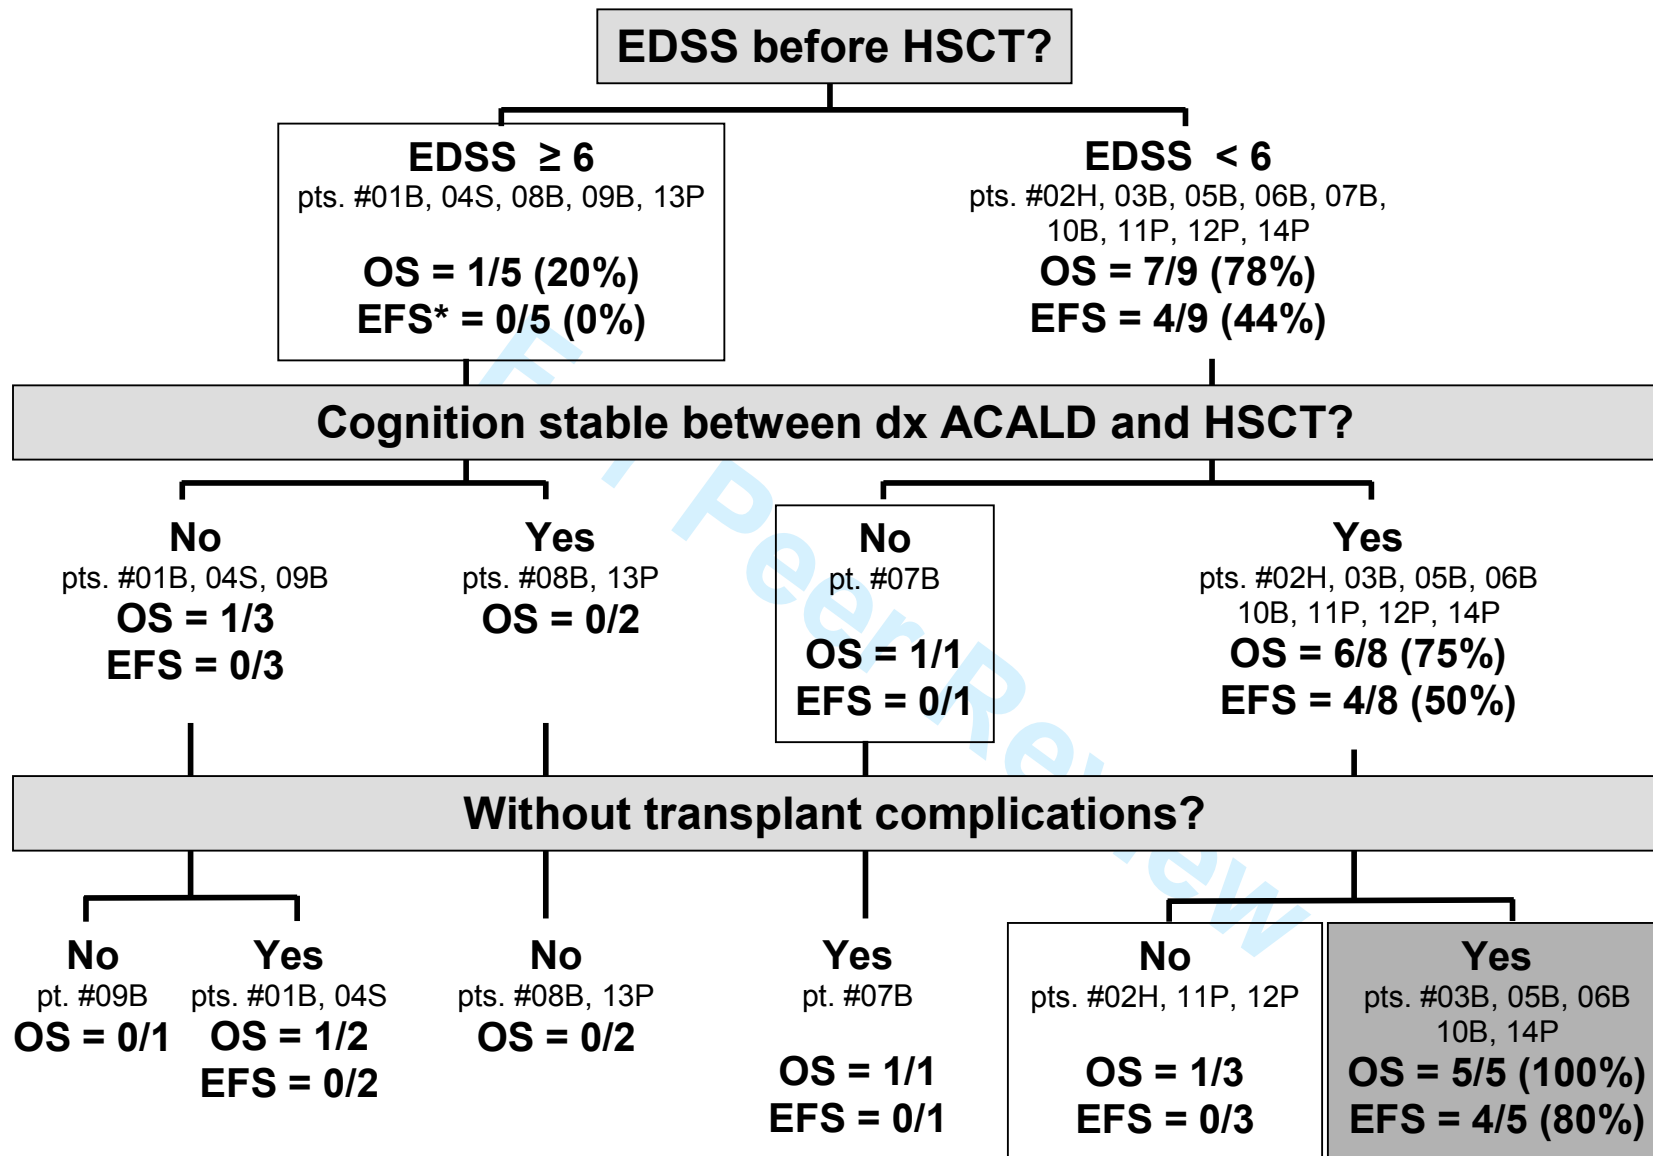 EDSS before HSCT?
EDSS ≥ 6
pts. #01B, 04S, 08B, 09B, 13P
OS = 1/5 (20%)
EFS* = 0/5 (0%)
EDSS < 6
pts. #02H, 03B, 05B, 06B, 07B,
10B, 11P, 12P, 14P
OS = 7/9 (78%)
EFS = 4/9 (44%)
Cognition stable between dx ACALD and HSCT?
No
pts. #01B, 04S, 09B
OS = 1/3
EFS = 0/3
Yes
pts. #08B, 13P
OS = 0/2
No
pt. #07B
OS = 1/1
EFS = 0/1
Yes
pts. #02H, 03B, 05B, 06B
10B, 11P, 12P, 14P
OS = 6/8 (75%)
EFS = 4/8 (50%)
Without transplant complications?
No
pt. #09B
OS = 0/1
Yes
pts. #01B, 04S
OS = 1/2
EFS = 0/2
No
pts. #08B, 13P
OS = 0/2
Yes
pt. #07B
OS = 1/1
EFS = 0/1
No
pts. #02H, 11P, 12P
OS = 1/3
EFS = 0/3
Yes
pts. #03B, 05B, 06B
10B, 14P
OS = 5/5 (100%)
EFS = 4/5 (80%)
For Peer Review